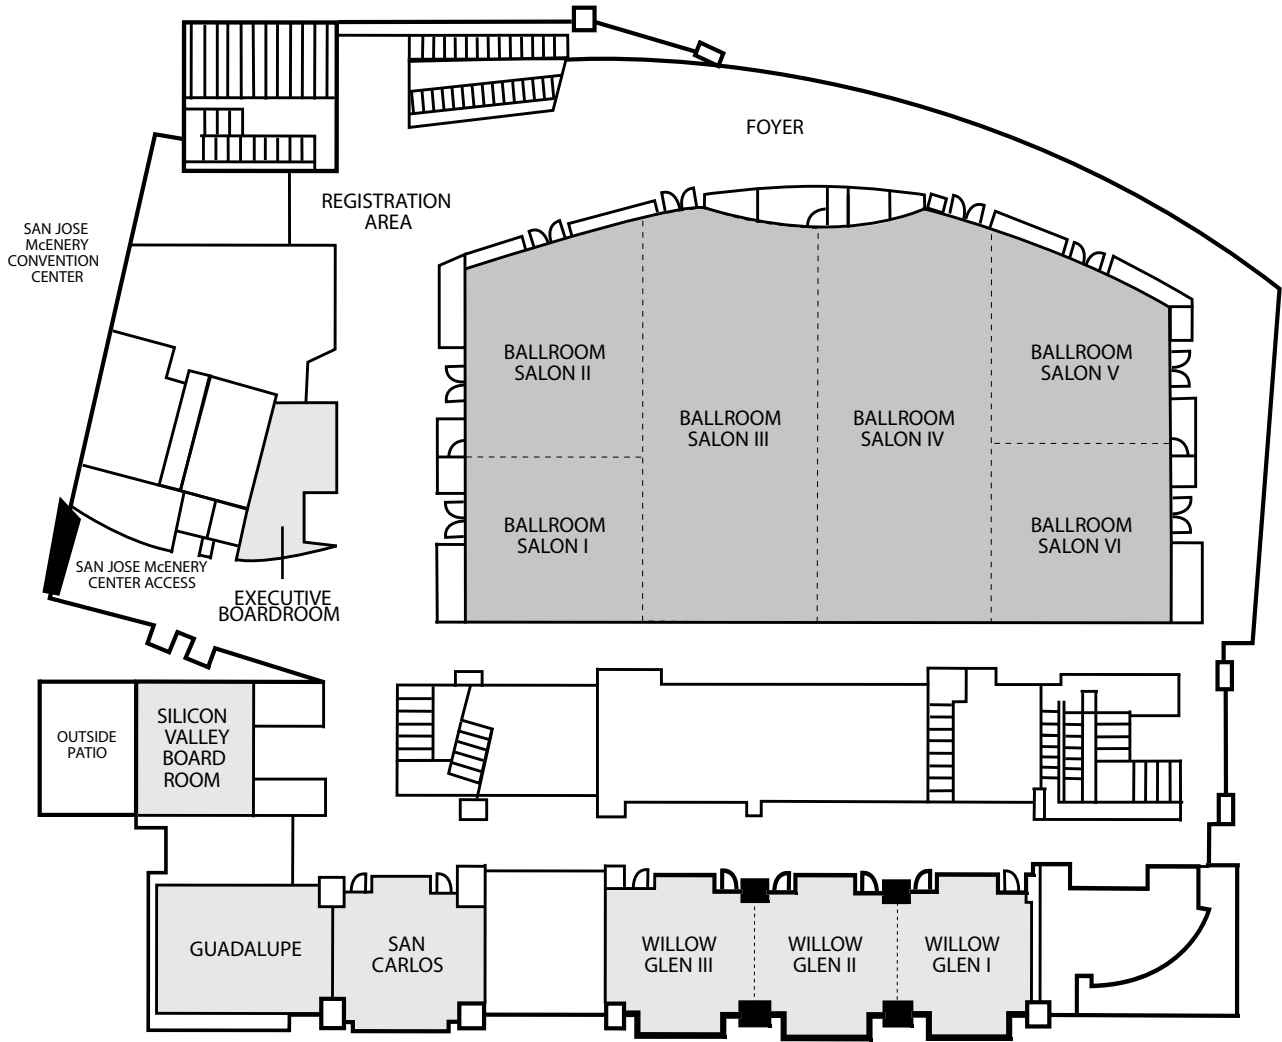 FOYER
REGISTRATION
AREA
SAN JOSE
McENERY
CONVENTION
CENTER
BALLROOM
SALON II
BALLROOM
SALON III
BALLROOM
SALON IV
BALLROOM
SALON V
BALLROOM
SALON I
BALLROOM
SALON VI
SAN JOSE McENERY
CENTER ACCESS
EXECUTIVE
BOARDROOM
OUTSIDE
PATIO
SILICON
VALLEY
BOARD
ROOM
GUADALUPE
SAN
CARLOS
WILLOW
GLEN III
WILLOW
GLEN II
WILLOW
GLEN I